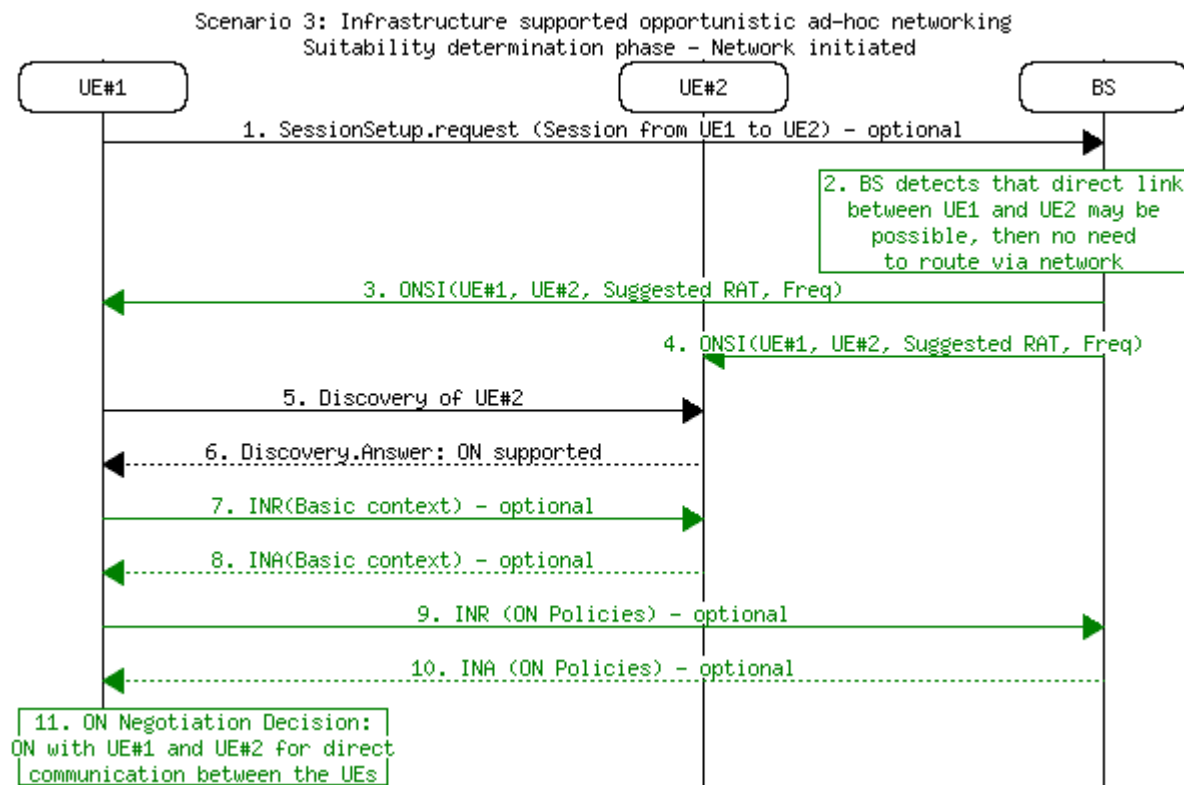 Scenario 3: Infrastructure supported opportunistic ad-hoc networking
Suitability determination phase - Network initiated
UE#1
UE#2
BS
1. SessionSetup.request (Session from UE1 to UE2) - optional
2. BS detects that direct link
between UE1 and UE2 may be
possible, then no need
to route via network
3. ONSI(UE#1, UE#2, Suggested RAT, Freq)
4. ONSI(UE#1, UE#2, Suggested RAT, Freq)
5. Discovery of UE#2
6. Discovery.Answer: ON supported
7. INR(Basic context) - optional
8. INA(Basic context) - optional
9. INR (ON Policies) - optional
10. INA (ON Policies) - optional
11. ON Negotiation Decision:
ON with UE#1 and UE#2 for direct
communication between the UEs